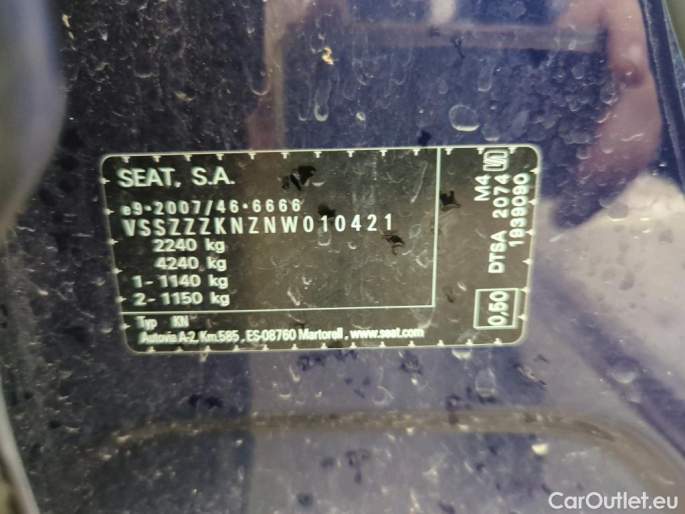 SEAT, S.A.
e9*2007/46*6666
VSSZZZKNZNW010421
2240 kg
4240 kg
1- 1140 kg
2- 1150 kg
Typ KN
Autovia A-2, Km.585 , ES-08760 Martorell , www.seat.com
M4
DTSA 2074
1939090
0,50
CarOutlet.eu